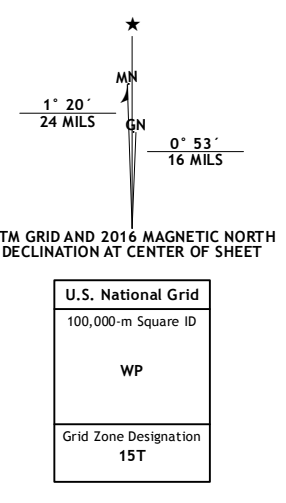 MN
1° 20´
24 MILS
GN
0° 53´
16 MILS
TM GRID AND 2016 MAGNETIC NORTH
DECLINATION AT CENTER OF SHEET
U.S. National Grid
100,000-m Square ID
WP
Grid Zone Designation
15T